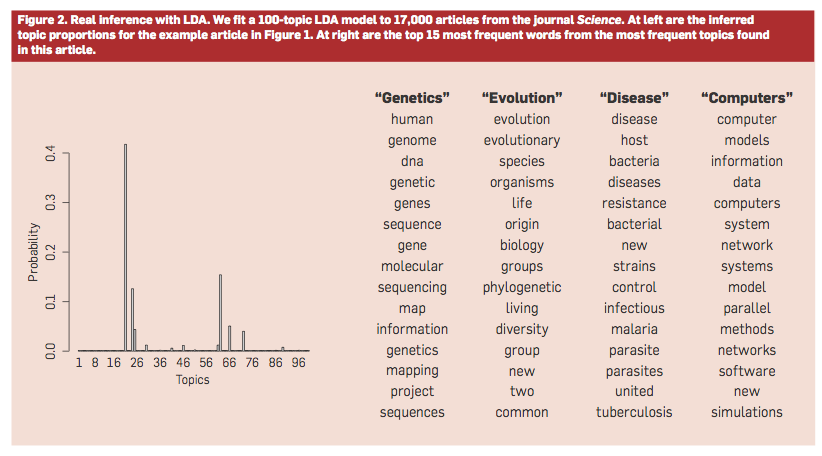 Figure 2. Real inference with LDA. We fit a 100-topic LDA model to 17,000 articles from the journal Science. At left are the inferred
topic proportions for the example article in Figure 1. At right are the top 15 most frequent words from the most frequent topics found
in this article.
“Genetics” “Evolution” “Disease” “Computers”
human evolution disease computer
genome evolutionary host models
dna species bacteria information
genetic organisms diseases data
genes life resistance computers
sequence origin bacterial system
gene biology new network
molecular groups strains systems
sequencing phylogenetic control model
map living infectious parallel
information diversity malaria methods
genetics group parasite networks
mapping new parasites software
project two united new
sequences common tuberculosis simulations
Probability
0.4
0.3
0.2
0.1
0.0
1 8 16 26 36 46 56 66 76 86 96
Topics